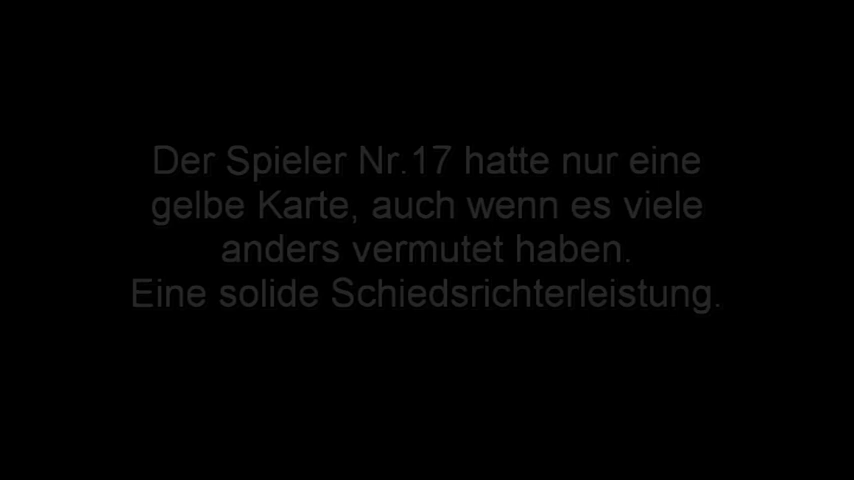 Der Spieler Nr.17 hatte nur eine
gelbe Karte, auch wenn es viele
anders vermutet haben.
Eine solide Schiedsrichterleistung.